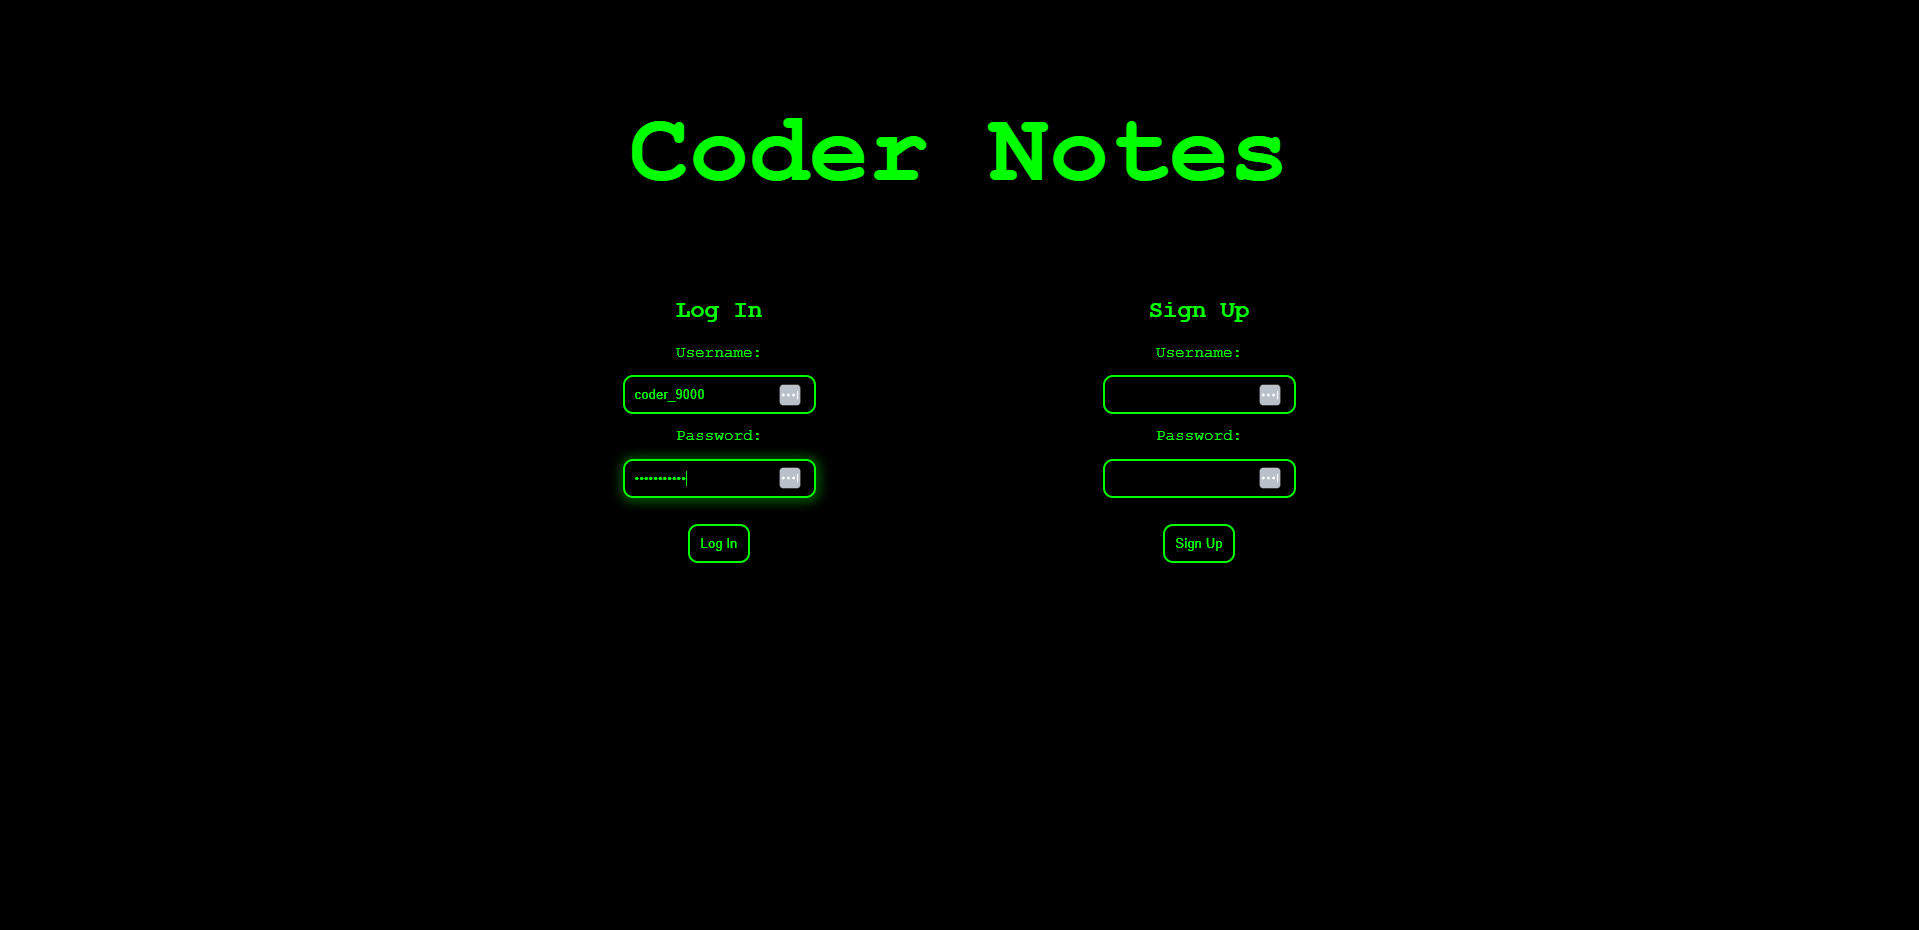 Coder Notes
Log In
Username:
coder_9000
Password:
•••••••••••
Log In
Sign Up
Username:
Password:
Sign Up